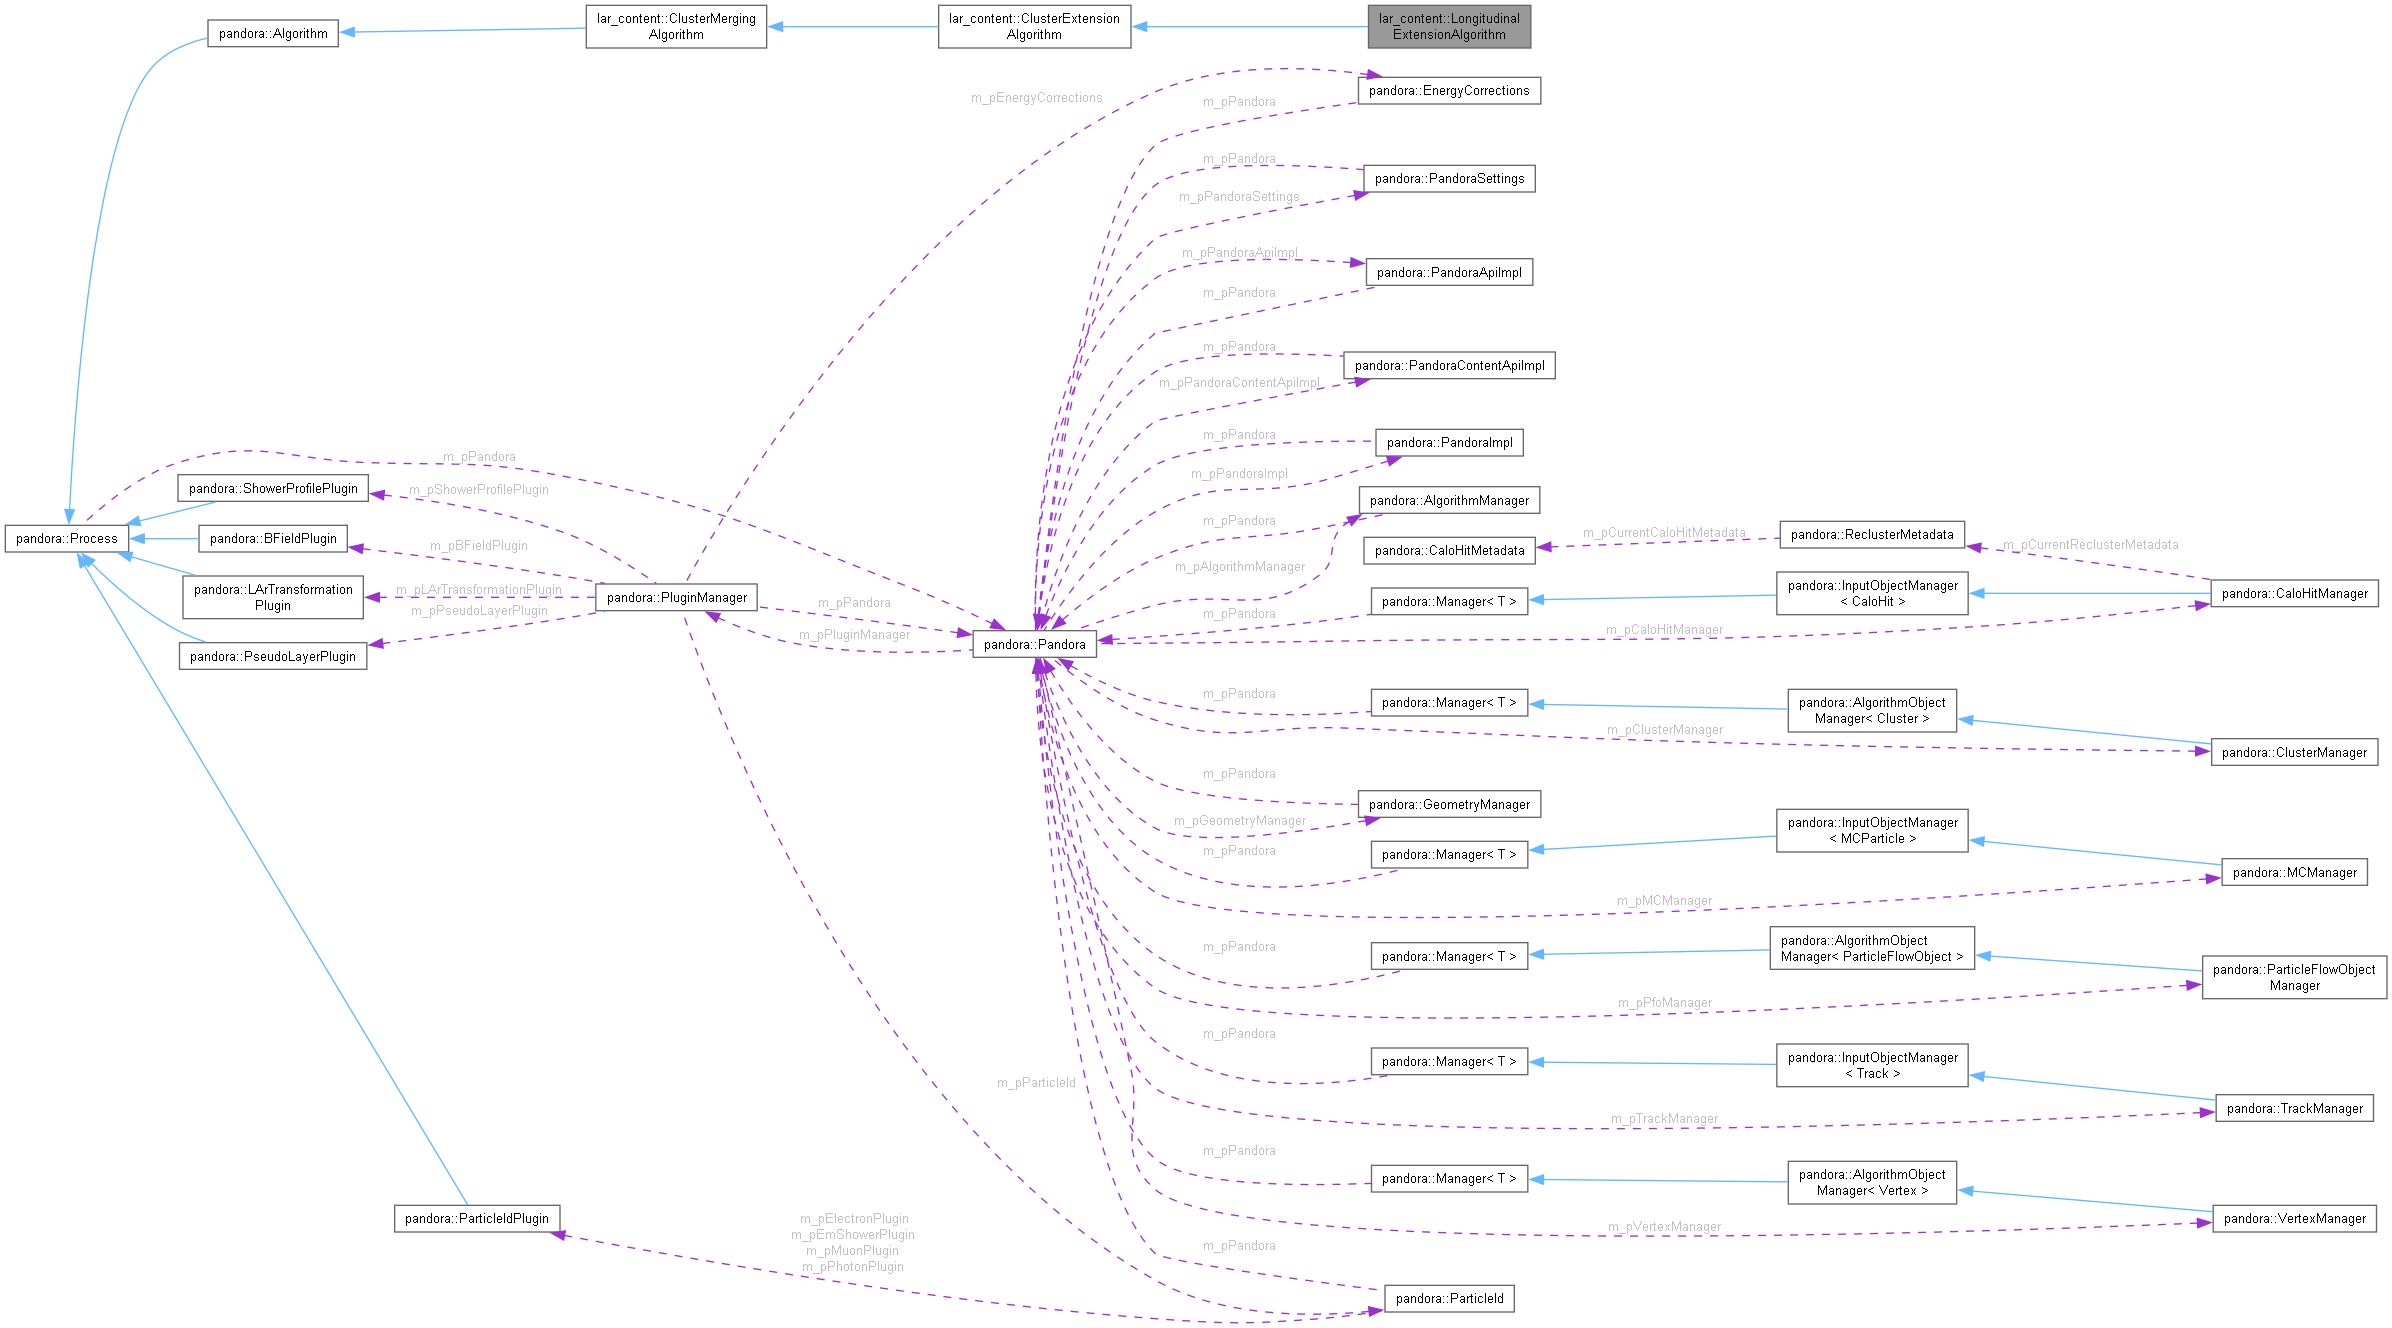 lar_content::ClusterMerging
Algorithm
lar_content::ClusterExtension
Algorithm
lar_content::Longitudinal
ExtensionAlgorithm
pandora::Algorithm
pandora::EnergyCorrections
m_pEnergyCorrections
m_pPandora
m_pPandora
pandora::PandoraSettings
m_pPandoraSettings
m_pPandoraApiImpl
pandora::PandoraApiImpl
m_pPandora
m_pPandora
pandora::PandoraContentApiImpl
m_pPandoraContentApiImpl
m_pPandora
pandora::PandoraImpl
m_pPandora
m_pPandoraImpl
pandora::ShowerProfilePlugin
m_pShowerProfilePlugin
pandora::AlgorithmManager
m_pPandora
pandora::Process
pandora::BFieldPlugin
m_pBFieldPlugin
pandora::CaloHitMetadata
m_pCurrentCaloHitMetadata
pandora::ReclusterMetadata
m_pCurrentReclusterMetadata
m_pAlgorithmManager
pandora::LArTransformation
Plugin
m_pLArTransformationPlugin
m_pPseudoLayerPlugin
pandora::PluginManager
m_pPandora
m_pPluginManager
pandora::Manager< T >
pandora::InputObjectManager
< CaloHit >
pandora::CaloHitManager
m_pPandora
m_pCaloHitManager
pandora::PseudoLayerPlugin
pandora::Pandora
m_pPandora
pandora::Manager< T >
pandora::AlgorithmObject
Manager< Cluster >
m_pClusterManager
pandora::ClusterManager
m_pPandora
pandora::GeometryManager
m_pGeometryManager
m_pPandora
pandora::Manager< T >
pandora::InputObjectManager
< MCParticle >
pandora::MCManager
m_pMCManager
m_pPandora
pandora::Manager< T >
pandora::AlgorithmObject
Manager< ParticleFlowObject >
pandora::ParticleFlowObject
Manager
m_pPfoManager
m_pPandora
pandora::Manager< T >
pandora::InputObjectManager
< Track >
m_pParticleId
pandora::TrackManager
m_pTrackManager
m_pPandora
pandora::Manager< T >
pandora::AlgorithmObject
Manager< Vertex >
pandora::VertexManager
m_pVertexManager
pandora::ParticleIdPlugin
m_pElectronPlugin
m_pEmShowerPlugin
m_pMuonPlugin
m_pPhotonPlugin
m_pPandora
pandora::ParticleId